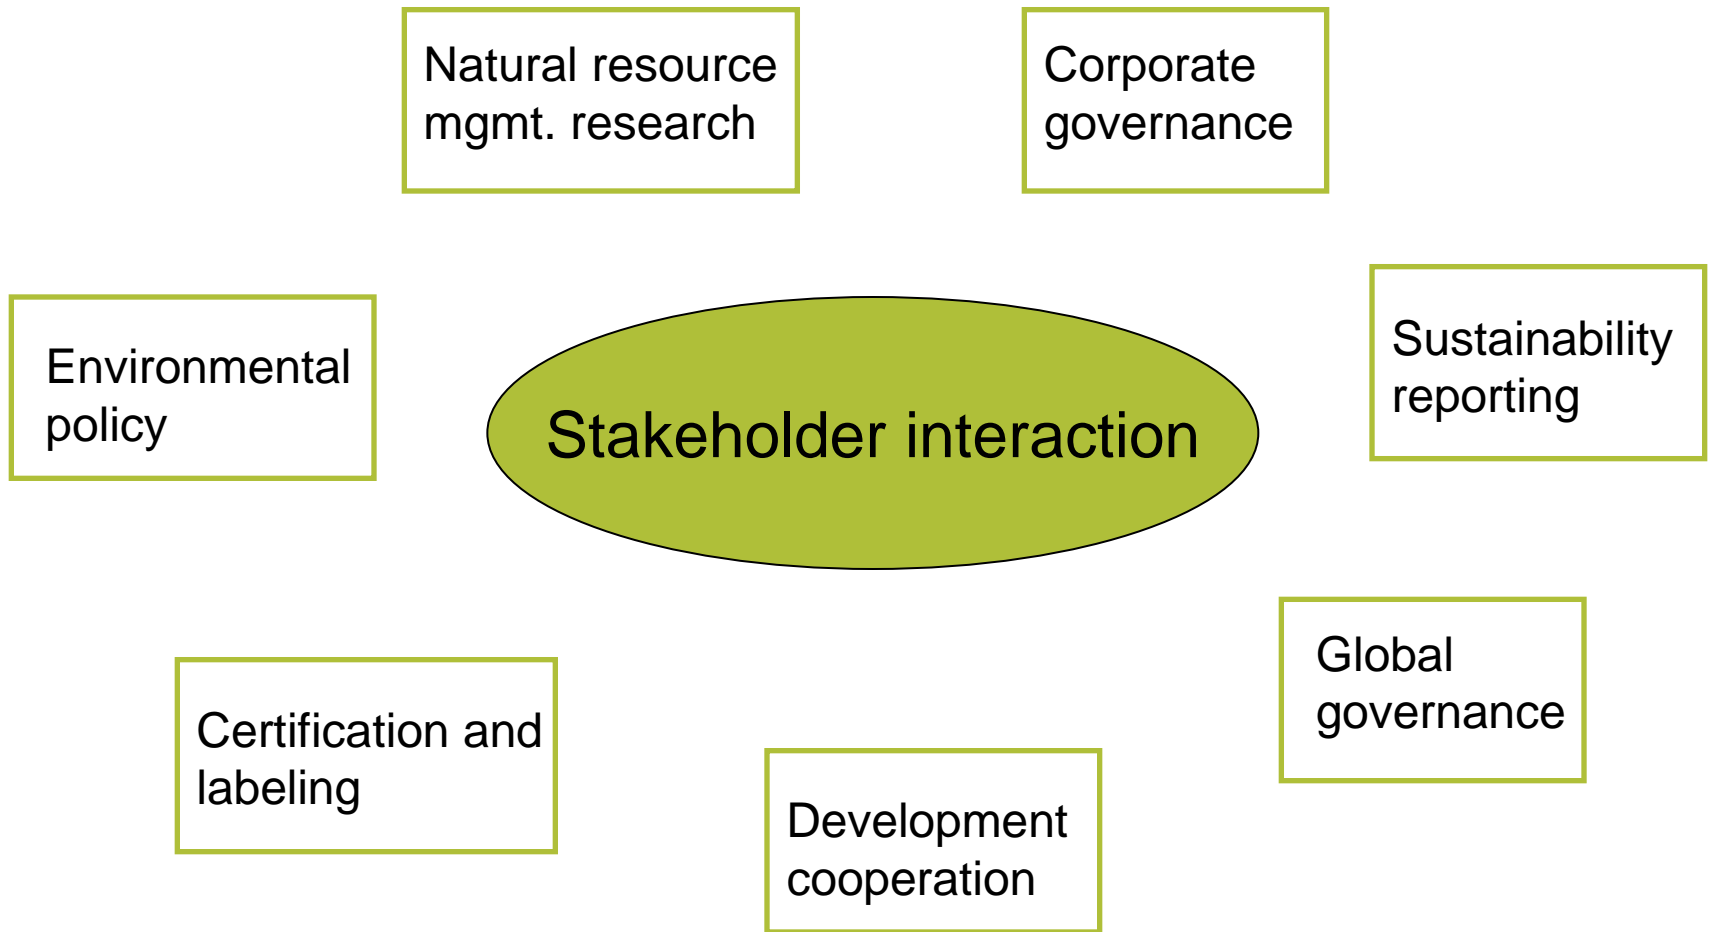 Natural resource
mgmt. research
Corporate
governance
Environmental
policy
Stakeholder interaction
Sustainability
reporting
Certification and
labeling
Development
cooperation
Global
governance